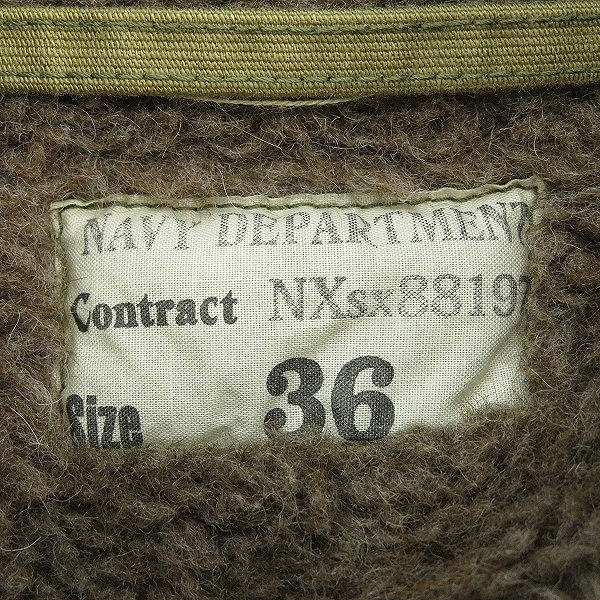 NAVY DEPARTMENT
Contract NXsx88197
Size 36